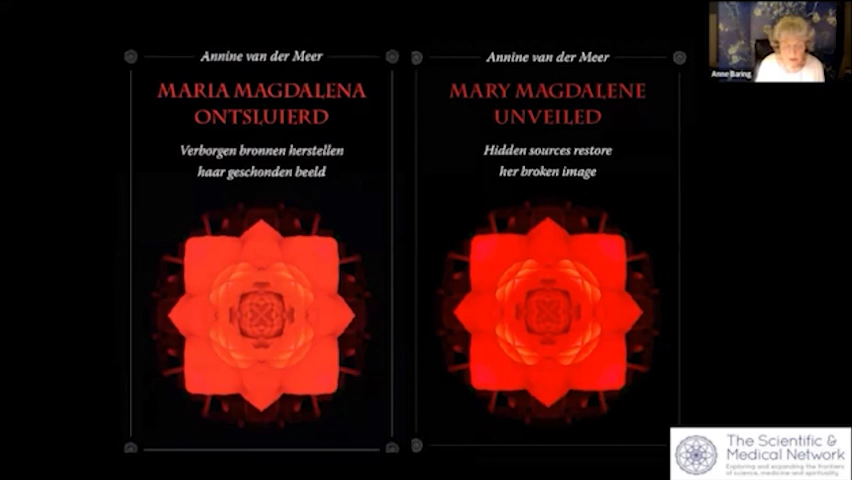 Annine van der Meer
MARIA MAGDALENA
ONTSLUIERD
Verborgen bronnen herstellen
haar geschonden beeld
Annine van der Meer
MARY MAGDALENE
UNVEILED
Hidden sources restore
her broken image
Anne Baring
The Scientific &
Medical Network
Exploring and expanding the frontiers
of science, medicine and spirituality